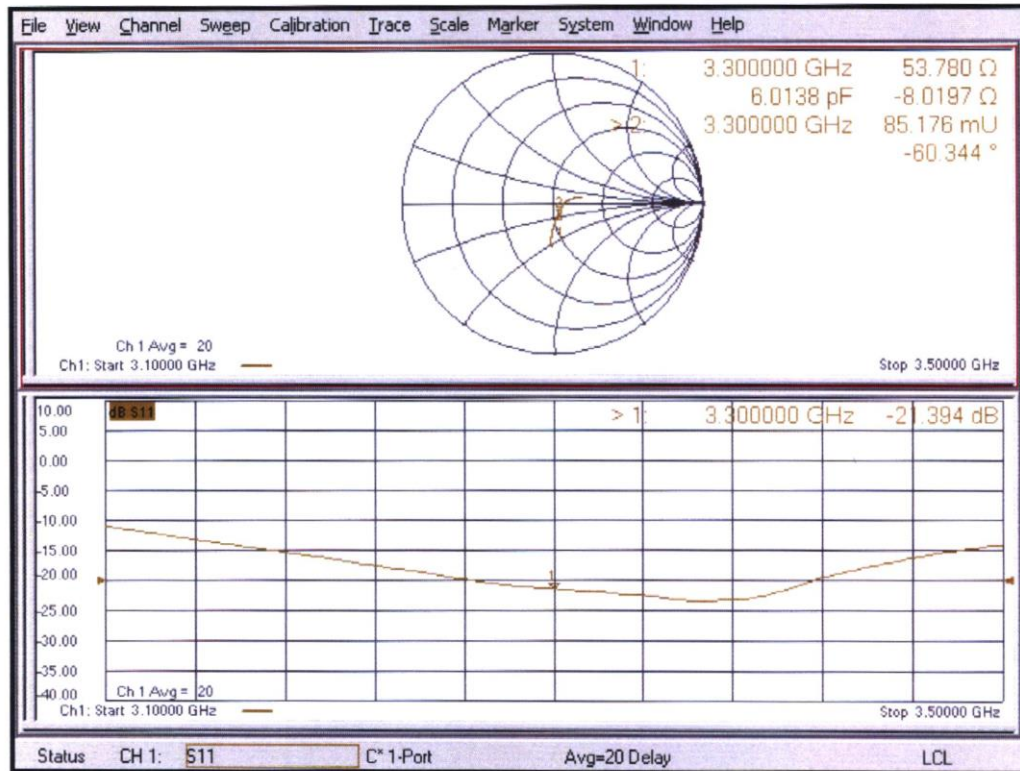 File View Channel Sweep Calibration Trace Scale Marker System Window Help
1: 3.300000 GHz 53.780 Ω
6.0138 pF -8.0197 Ω
> 2: 3.300000 GHz 85.176 mU
-60.344 °
Ch 1 Avg = 20
Ch1: Start 3.10000 GHz Stop 3.50000 GHz
10.00 dB S11 > 1: 3.300000 GHz -21.394 dB
5.00
0.00
-5.00
-10.00
-15.00
-20.00 1
-25.00
-30.00
-35.00
-40.00
Ch 1 Avg = 20
Ch1: Start 3.10000 GHz Stop 3.50000 GHz
Status CH 1: S11 C* 1-Port Avg=20 Delay LCL